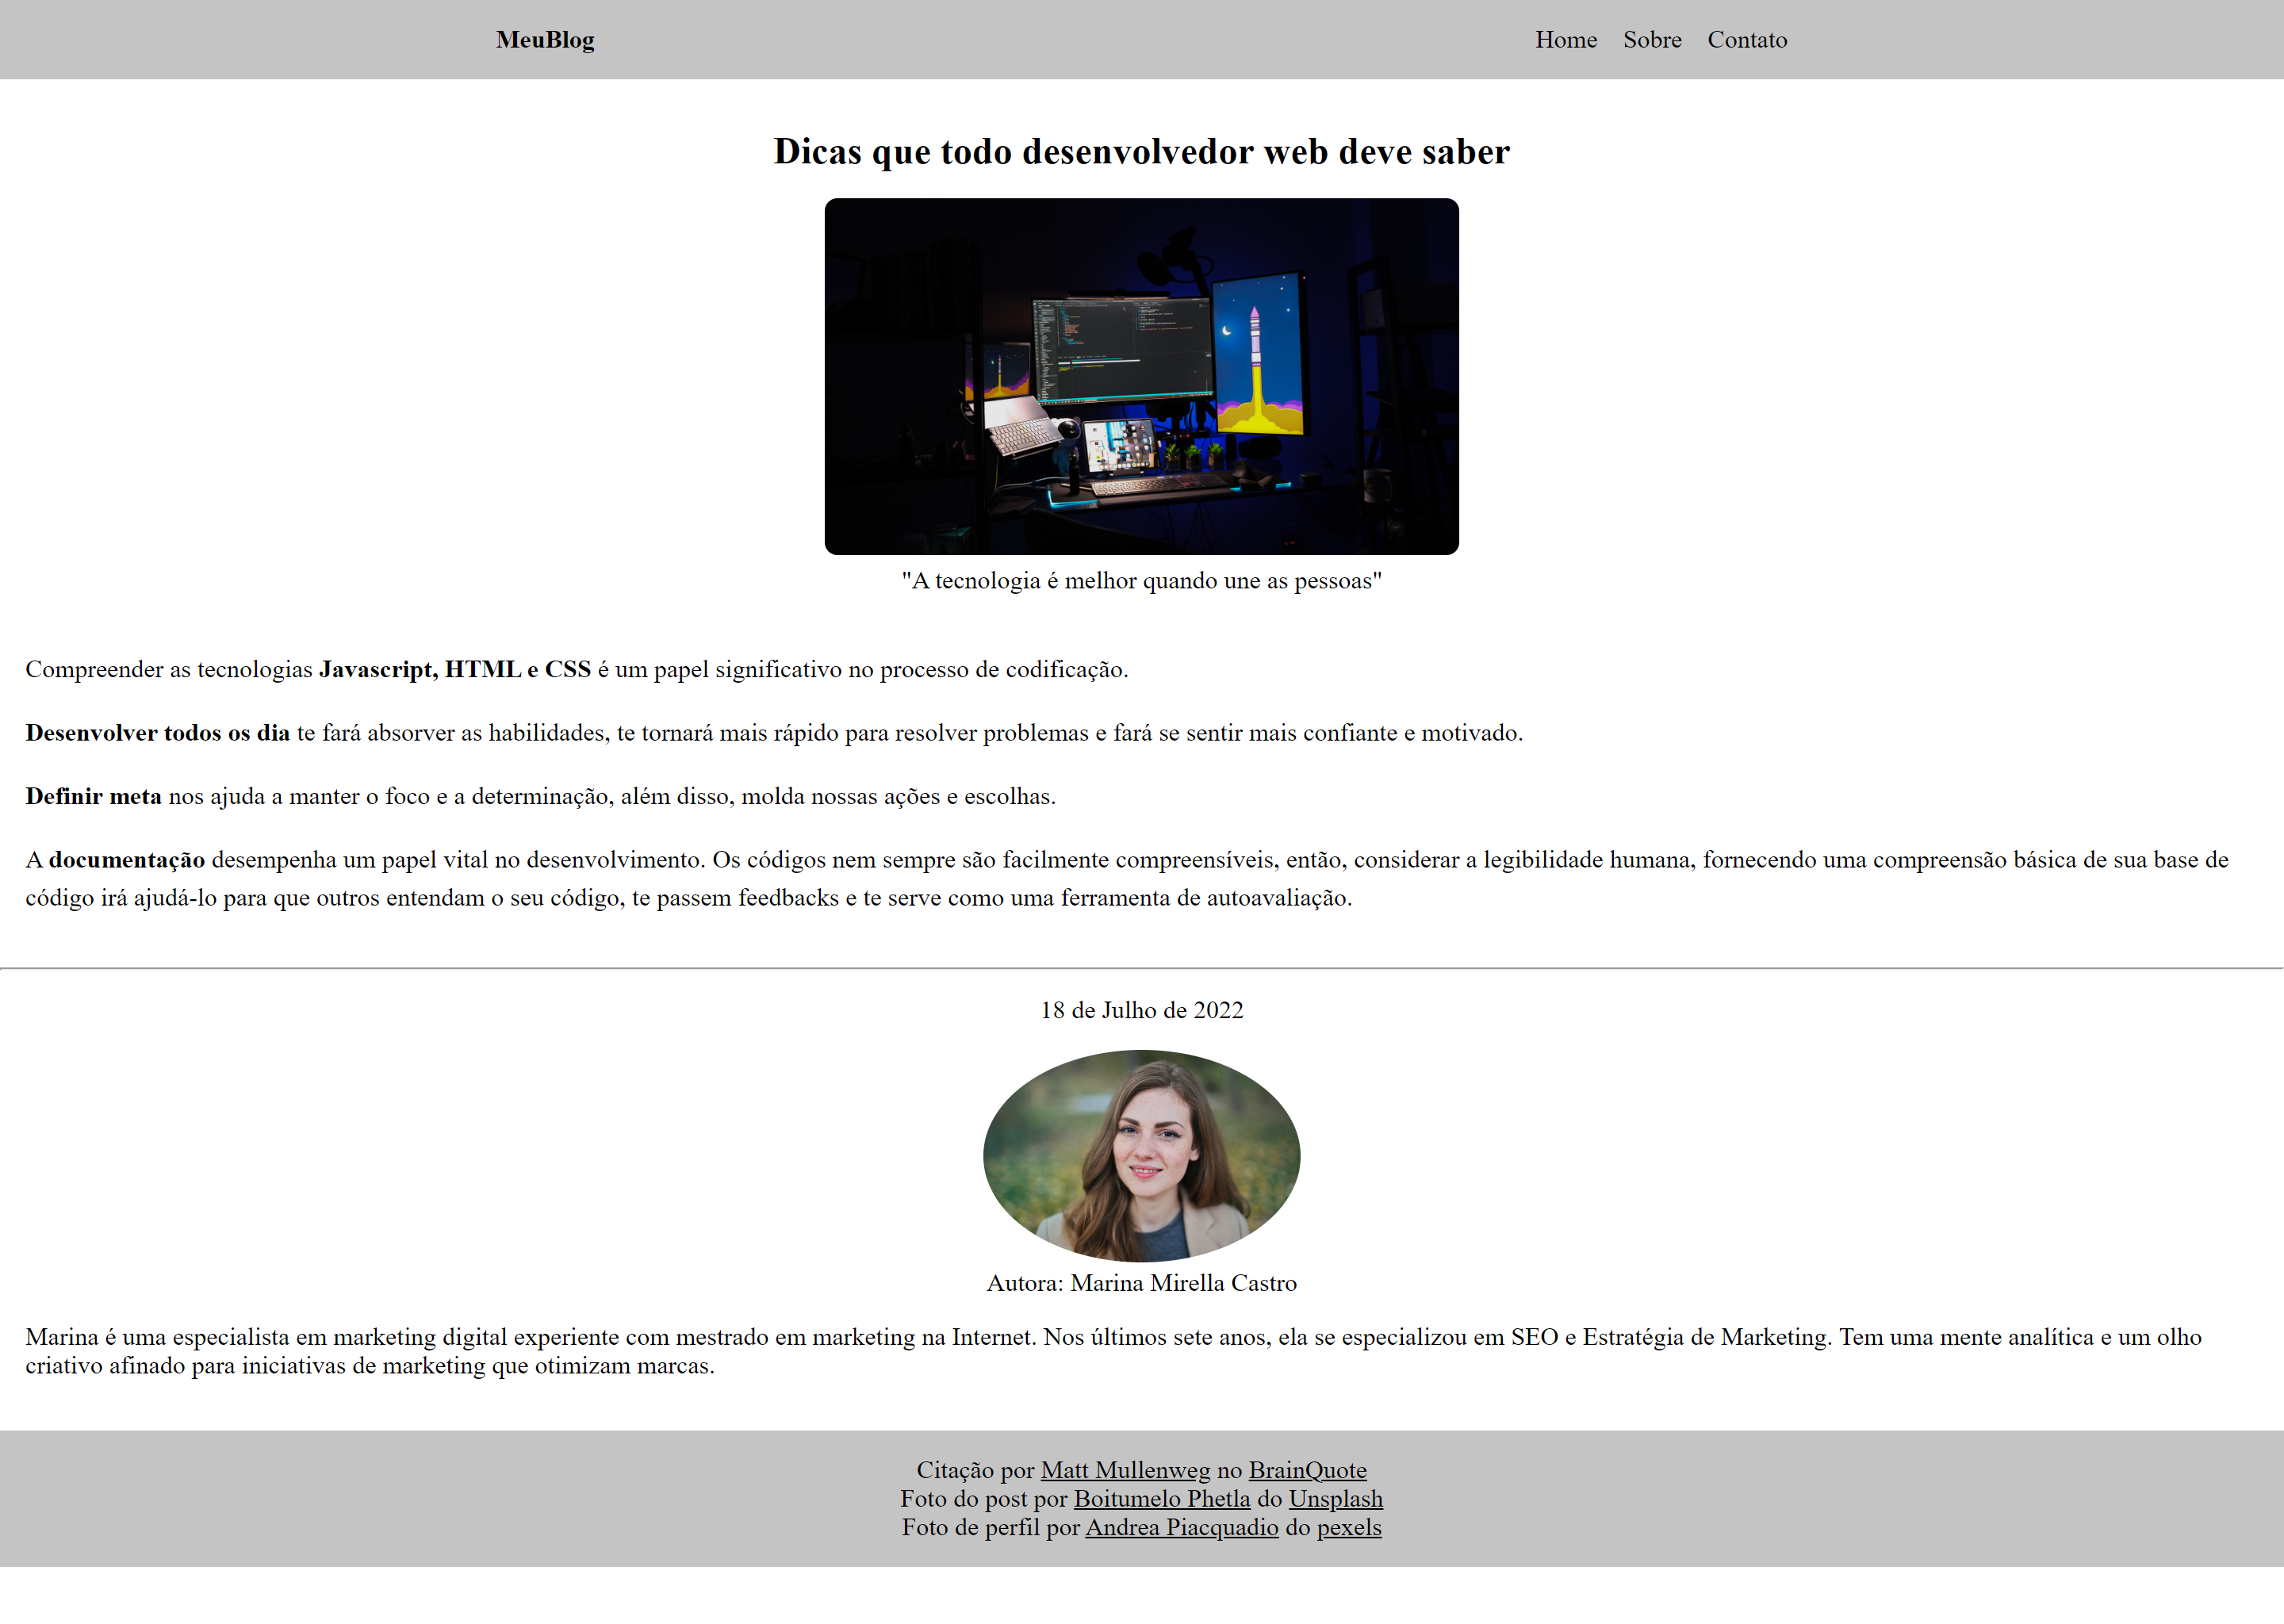 MeuBlog Home Sobre Contato
Dicas que todo desenvolvedor web deve saber
"A tecnologia é melhor quando une as pessoas"
Compreender as tecnologias Javascript, HTML e CSS é um papel significativo no processo de codificação.
Desenvolver todos os dia te fará absorver as habilidades, te tornará mais rápido para resolver problemas e fará se sentir mais confiante e motivado.
Definir meta nos ajuda a manter o foco e a determinação, além disso, molda nossas ações e escolhas.
A documentação desempenha um papel vital no desenvolvimento. Os códigos nem sempre são facilmente compreensíveis, então, considerar a legibilidade humana, fornecendo uma compreensão básica de sua base de
código irá ajudá-lo para que outros entendam o seu código, te passem feedbacks e te serve como uma ferramenta de autoavaliação.
18 de Julho de 2022
Autora: Marina Mirella Castro
Marina é uma especialista em marketing digital experiente com mestrado em marketing na Internet. Nos últimos sete anos, ela se especializou em SEO e Estratégia de Marketing. Tem uma mente analítica e um olho
criativo afinado para iniciativas de marketing que otimizam marcas.
Citação por Matt Mullenweg no BrainQuote
Foto do post por Boitumelo Phetla do Unsplash
Foto de perfil por Andrea Piacquadio do pexels